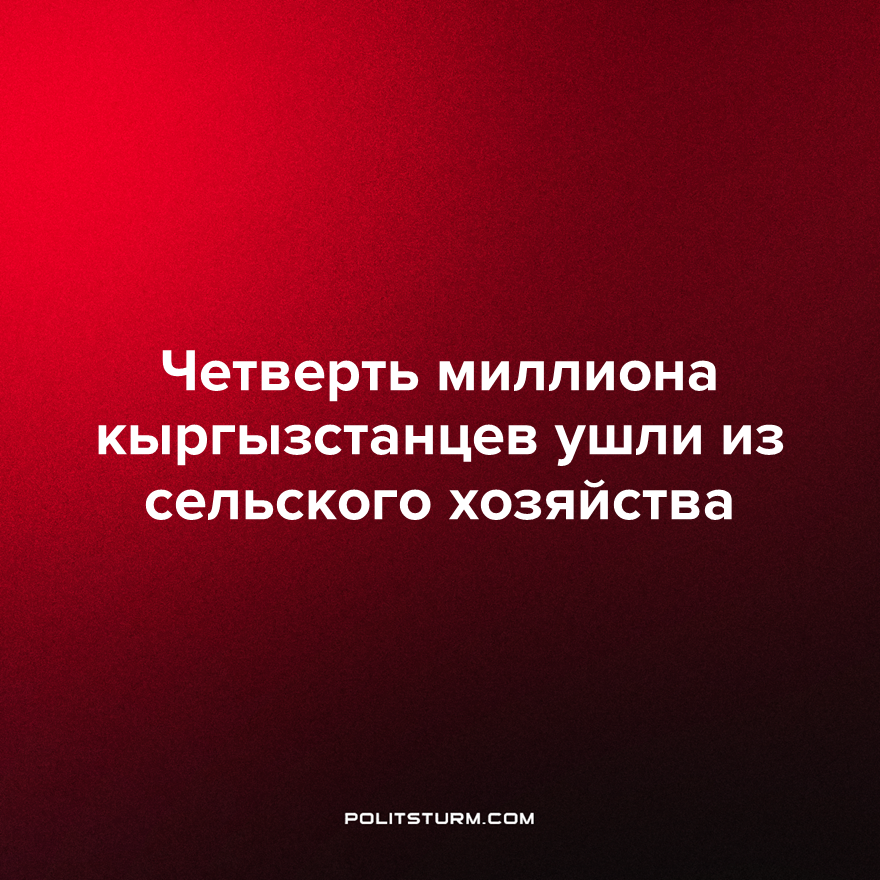 Четверть миллиона
кыргызстанцев ушли из
сельского хозяйства
POLITSTURM.COM